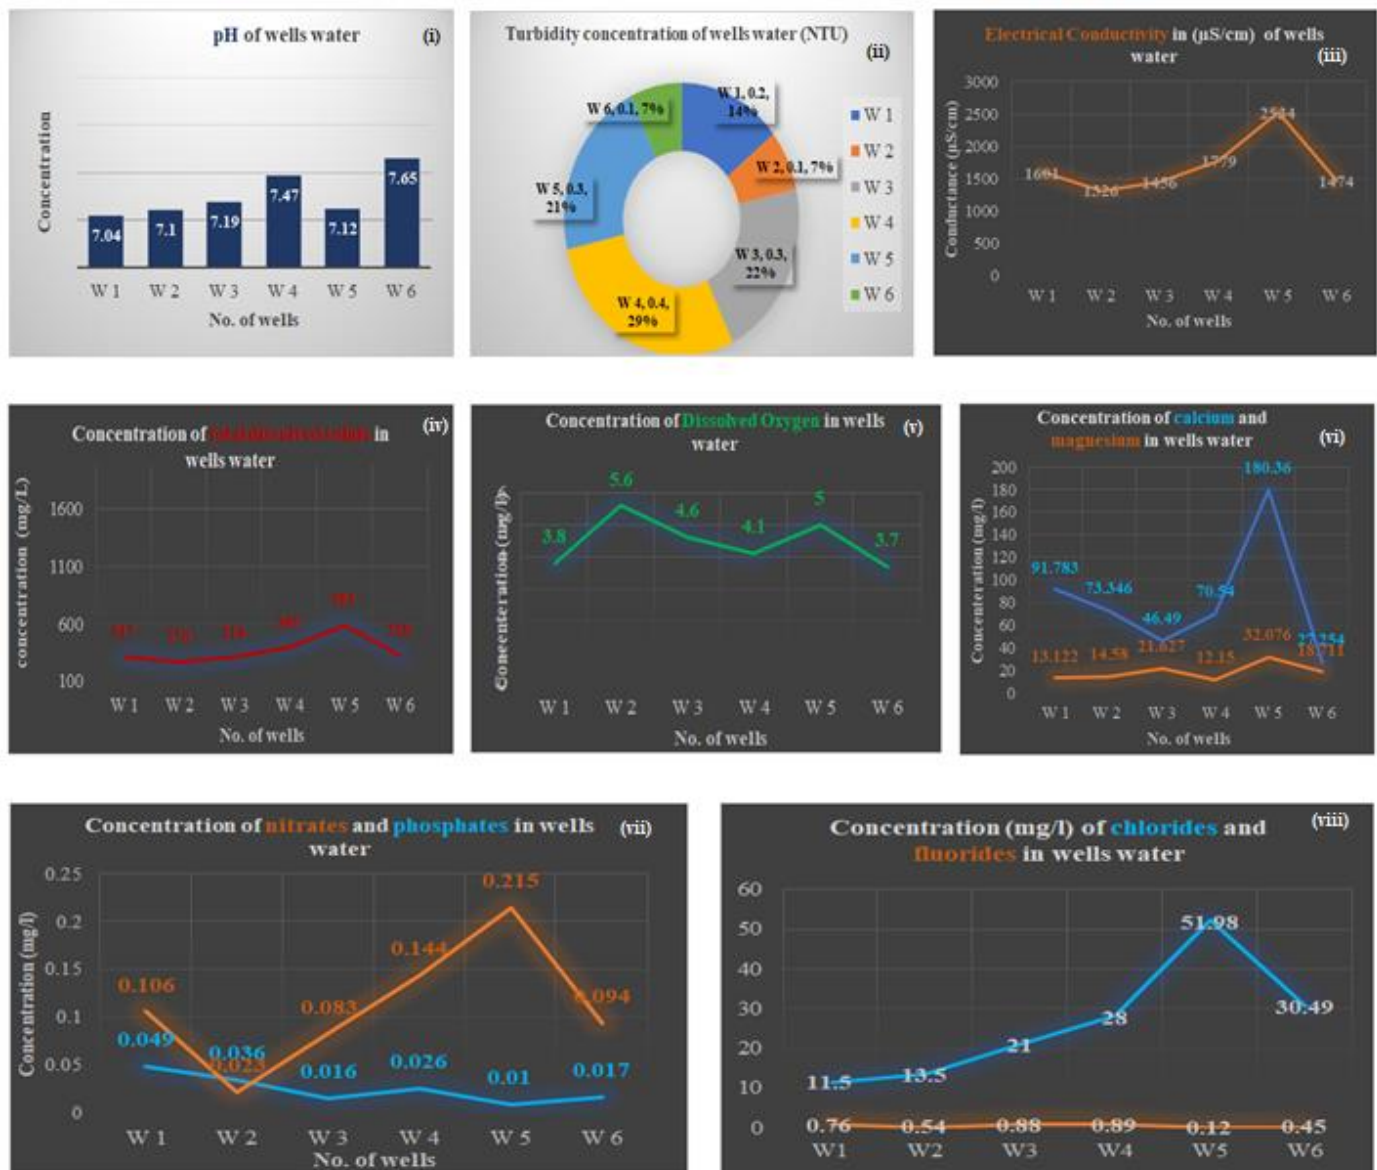 pH of wells water
(i)
Concentration
7.04
7.1
7.19
7.47
7.12
7.65
W 1
W 2
W 3
W 4
W 5
W 6
No. of wells
Turbidity concentration of wells water (NTU)
(ii)
W 1, 0.2,
14%
W 2, 0.1, 7%
W 3, 0.3,
22%
W 4, 0.4,
29%
W 5, 0.3,
21%
W 6, 0.1, 7%
W 1
W 2
W 3
W 4
W 5
W 6
Electrical Conductivity in (µS/cm) of wells
water
(iii)
Conductance (µS/cm)
3000
2500
2000
1500
1000
500
0
1601
1326
1456
1779
1474
W 1
W 2
W 3
W 4
W 5
W 6
No. of wells
Concentration of in
wells water
(iv)
concentration (mg/L)
1600
1100
600
100
W 1
W 2
W 3
W 4
W 5
W 6
No. of wells
Concentration of Dissolved Oxygen in wells
water
(v)
3.8
5.6
4.6
4.1
5
3.7
W 1
W 2
W 3
W 4
W 5
W 6
No. of wells
Concentration of calcium and
magnesium in wells water
(vi)
Concenteration (mg/l)
200
180
160
140
120
100
80
60
40
20
0
91.783
73.346
46.49
70.54
180.36
13.122
14.58
21.627
12.15
32.076
W 1
W 2
W 3
W 4
W 5
W 6
No. of wells
Concentration of nitrates and phosphates in wells
water
(vii)
Concentration (mg/l)
0.25
0.2
0.15
0.1
0.05
0
0.106
0.023
0.083
0.144
0.215
0.094
0.049
0.036
0.016
0.026
0.01
0.017
W 1
W 2
W 3
W 4
W 5
W 6
No. of wells
Concentration (mg/l) of chlorides and
fluorides in wells water
(viii)
60
50
40
30
20
10
0
11.5
13.5
21
28
51.98
30.49
0.76
0.54
0.88
0.89
0.12
0.45
W1
W2
W3
W4
W5
W6